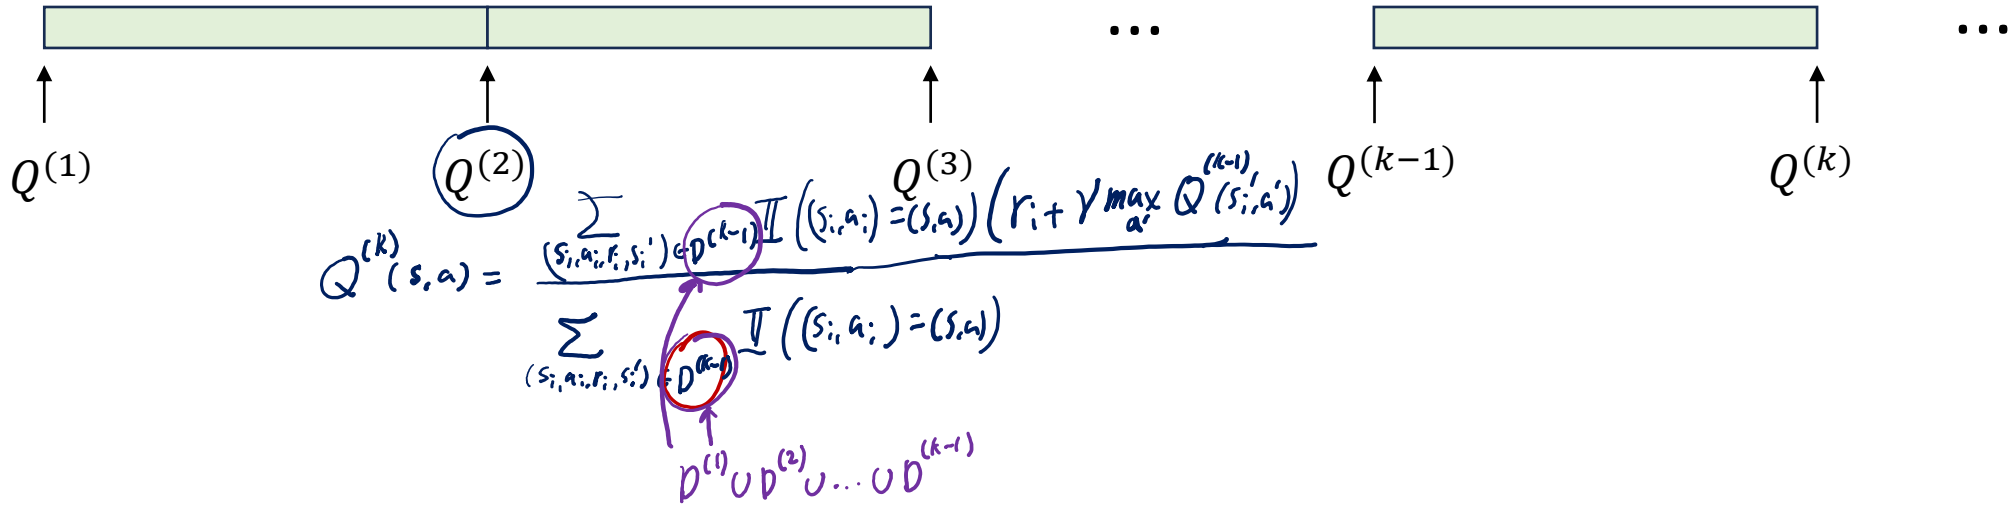 ... ...
Q^(1) Q^(2) Q^(3) Q^(k−1) Q^(k)
Q^(k)(s,a) = Σ_{(s_i,a_i,r_i,s_i') ∈ D^(k-1)} 𝕀((s_i,a_i)=(s,a)) (r_i + γ max_{a'} Q^(k-1)(s_i',a'))
Σ_{(s_i,a_i,r_i,s_i') ∈ D^(k-1)} 𝕀((s_i,a_i)=(s,a))
D^(1) ∪ D^(2) ∪ ... ∪ D^(k-1)